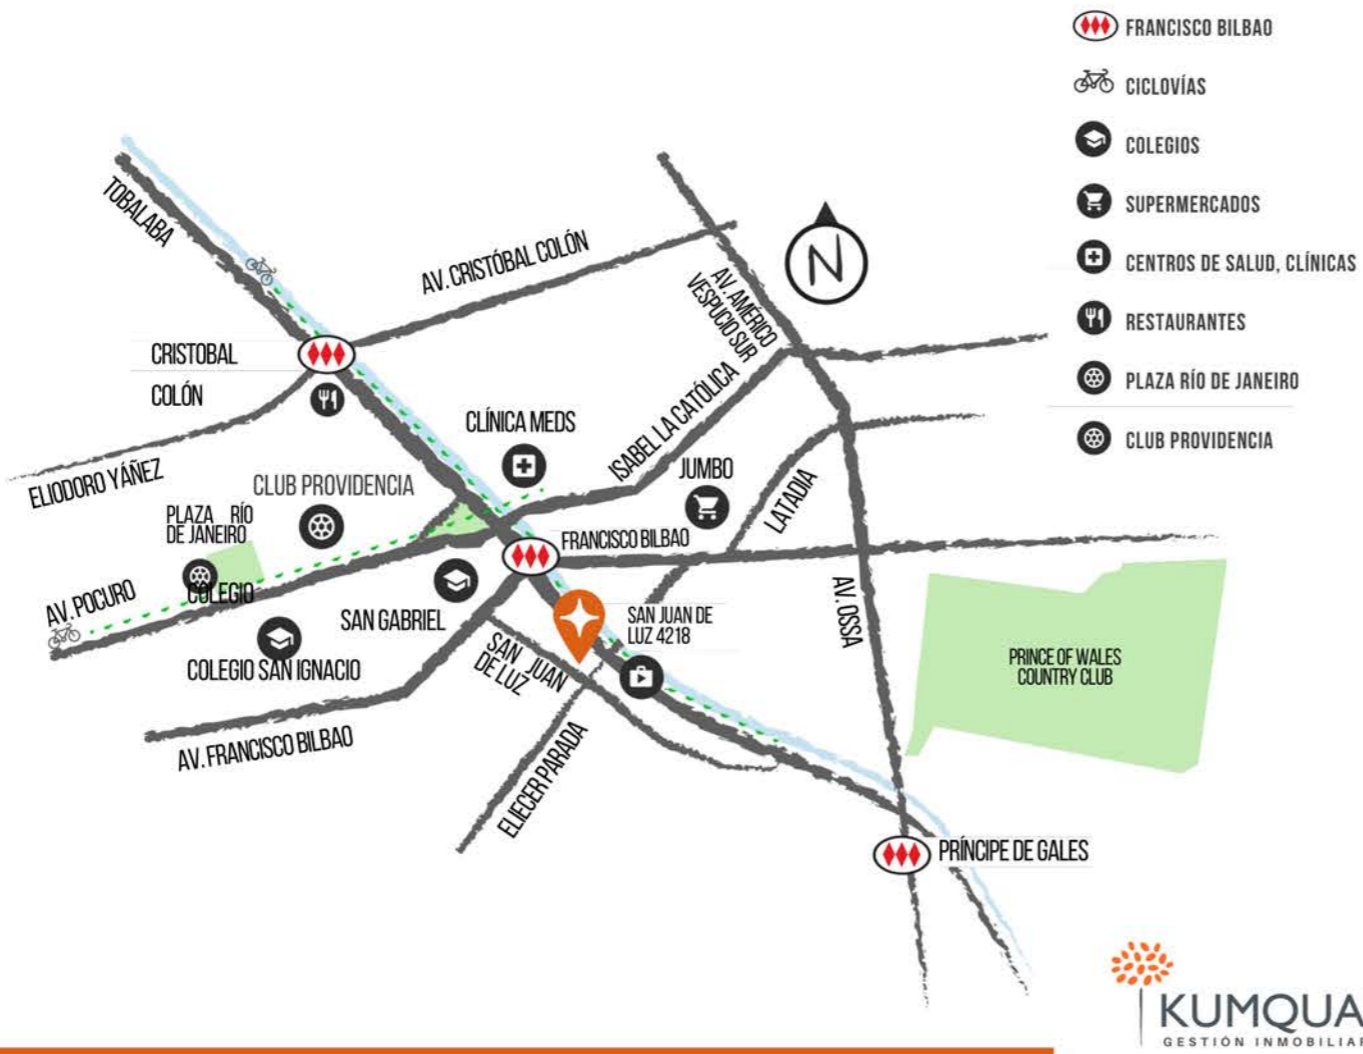 FRANCISCO BILBAO
CICLOVÍAS
COLEGIOS
SUPERMERCADOS
CENTROS DE SALUD, CLÍNICAS
RESTAURANTES
PLAZA RÍO DE JANEIRO
CLUB PROVIDENCIA
TOBALABA
AV. CRISTÓBAL COLÓN
AV. AMÉRICO
VESPUCIO SUR
N
CRISTOBAL
COLÓN
ELIODORO YÁÑEZ
CLÍNICA MEDS
ISABEL LA CATÓLICA
JUMBO
LATADIA
CLUB PROVIDENCIA
PLAZA RÍO
DE JANEIRO
FRANCISCO BILBAO
AV. POCURO
COLEGIO
SAN GABRIEL
COLEGIO SAN IGNACIO
SAN JUAN DE
LUZ 4218
SAN JUAN
DE LUZ
AV. OSSA
PRINCE OF WALES
COUNTRY CLUB
AV. FRANCISCO BILBAO
ELIECER PARADA
PRÍNCIPE DE GALES
KUMQUA
GESTIÓN INMOBILIAR